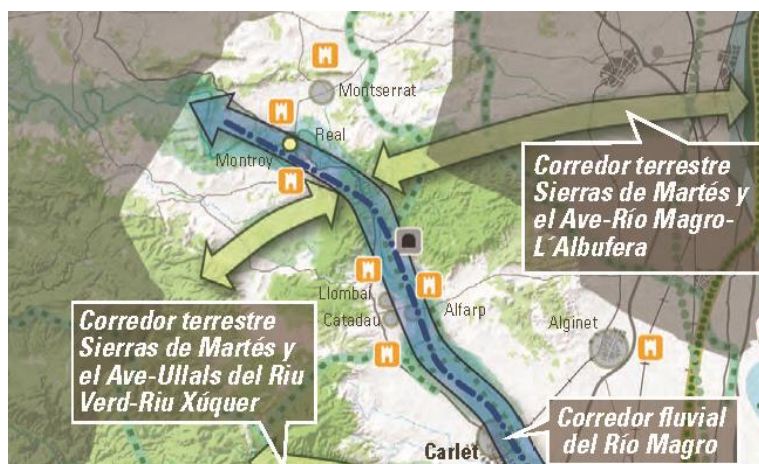 Montserrat
Real
Montroy
Corredor terrestre
Sierras de Martés y
el Ave-Río Magro-
L´Albufera
Llombai
Catadau
Alfarp
Alginet
Corredor terrestre
Sierras de Martés y
el Ave-Ullals del Riu
Verd-Riu Xúquer
Corredor fluvial
del Río Magro
Carlet